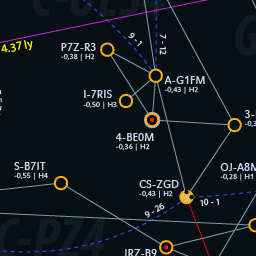 4.37 ly
9 - 1
7 - 12
P7Z-R3
-0,38 | H2
A-G1FM
-0,43 | H2
I-7RIS
-0,50 | H3
4-BE0M
-0,36 | H2
S-B7IT
-0,55 | H4
CS-ZGD
-0,43 | H2
OJ-A8M
-0,28 | H1
10 - 1
9 - 26
JRZ-B9